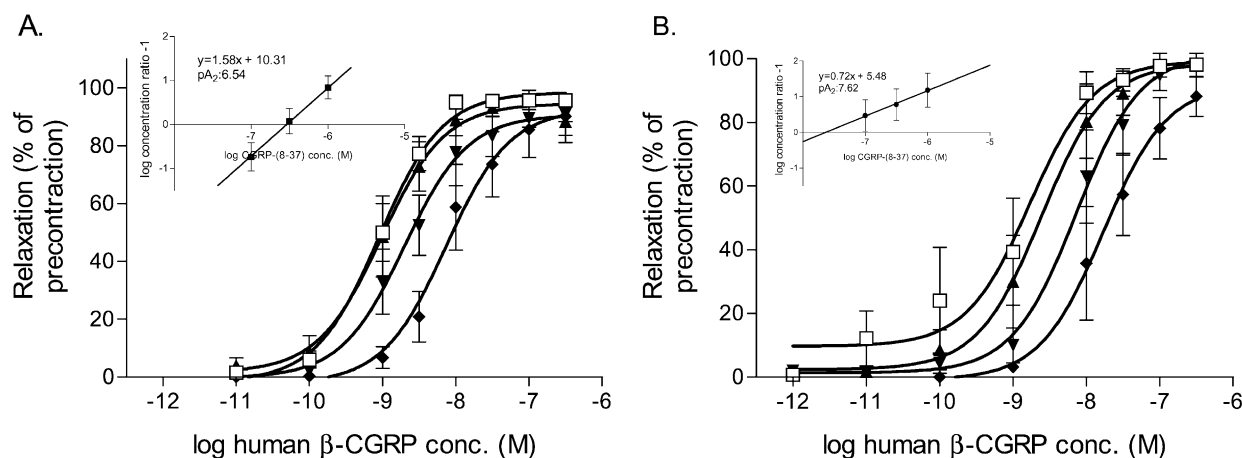 A.
y=1.58x + 10.31
pA2:6.54
log concentration ratio -1
2
1
0
-1
-7
-6
-5
log CGRP-(8-37) conc. (M)
Relaxation (% of
precontraction)
100
80
60
40
20
0
-12
-11
-10
-9
-8
-7
-6
log human β-CGRP conc. (M)
B.
y=0.72x + 5.48
pA2:7.62
log concentration ratio -1
2
1
0
-1
-8
-7
-6
-5
log CGRP-(8-37) conc. (M)
Relaxation (% of
precontraction)
100
80
60
40
20
0
-12
-11
-10
-9
-8
-7
-6
log human β-CGRP conc. (M)